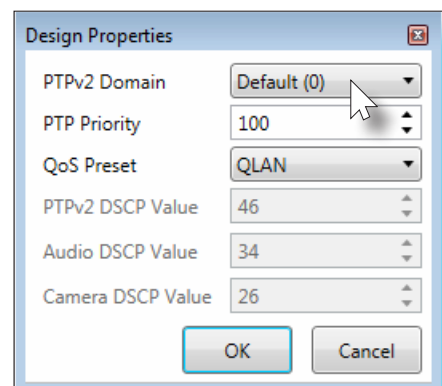 Design Properties
PTPv2 Domain Default (0)
PTP Priority 100
QoS Preset QLAN
PTPv2 DSCP Value 46
Audio DSCP Value 34
Camera DSCP Value 26
OK Cancel